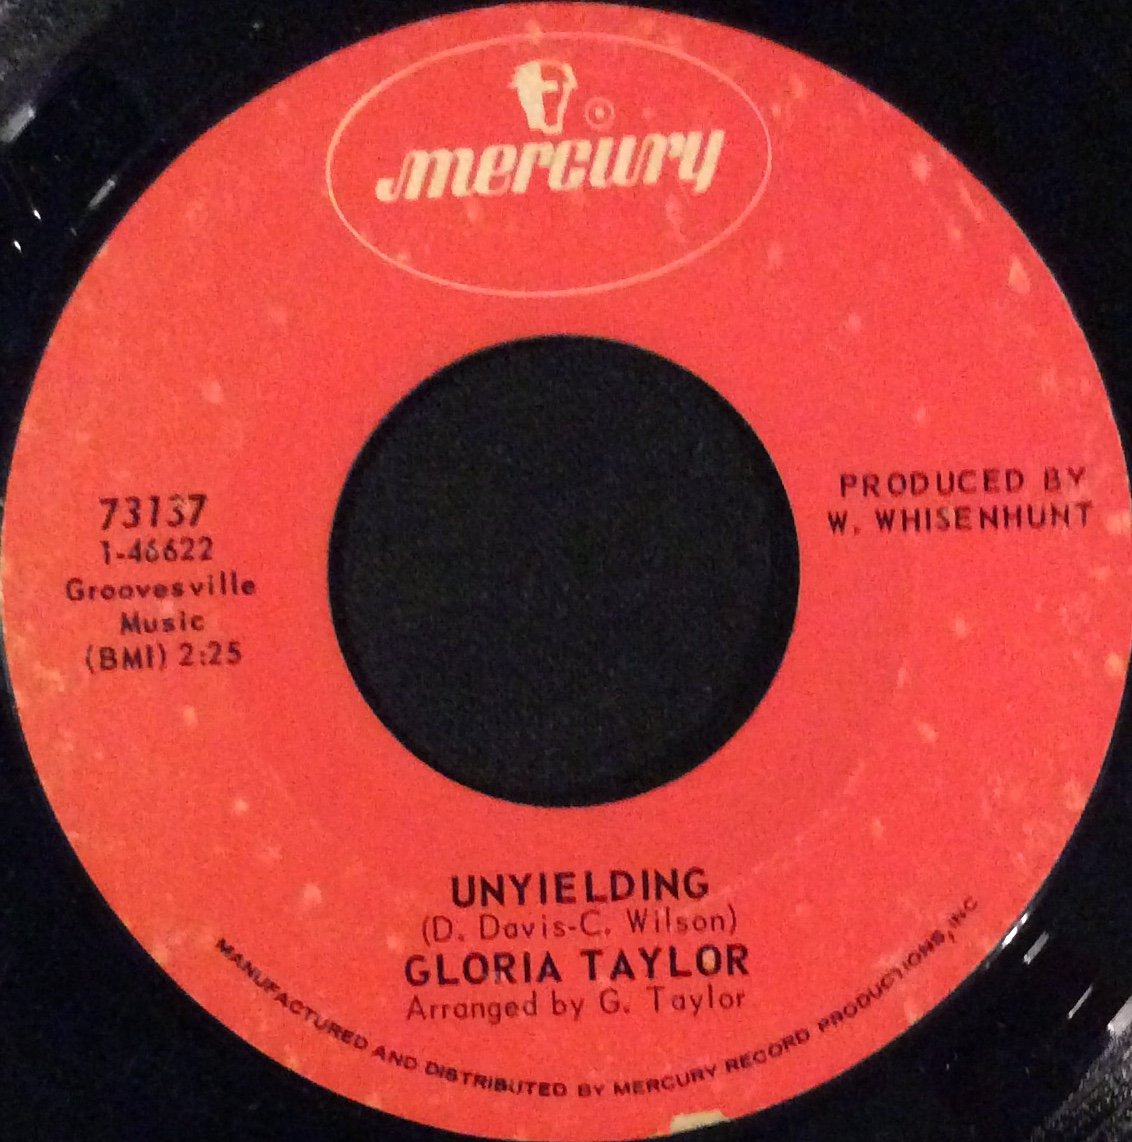 mercury
®
73137
1-46622
Groovesville
Music
(BMI) 2:25
PRODUCED BY
W. WHISENHUNT
UNYIELDING
(D. Davis-C. Wilson)
GLORIA TAYLOR
Arranged by G. Taylor
MANUFACTURED AND DISTRIBUTED BY MERCURY RECORD PRODUCTIONS, INC